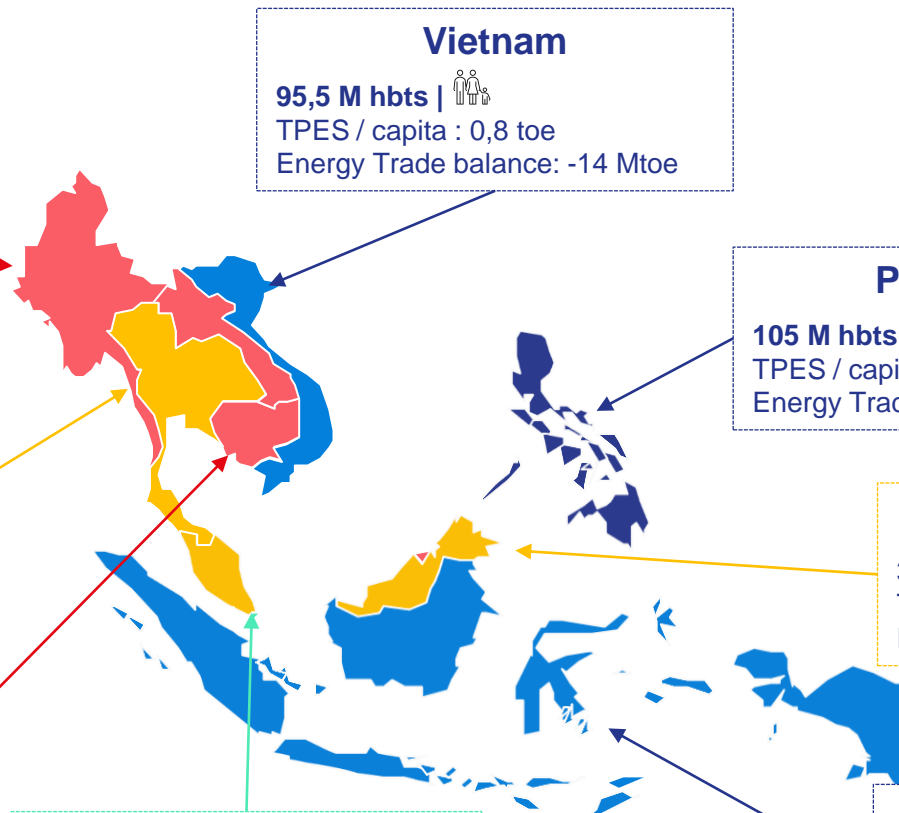 Vietnam
95,5 M hbts |
TPES / capita : 0,8 toe
Energy Trade balance: -14 Mtoe
P
105 M hbts
TPES / capi
Energy Trad